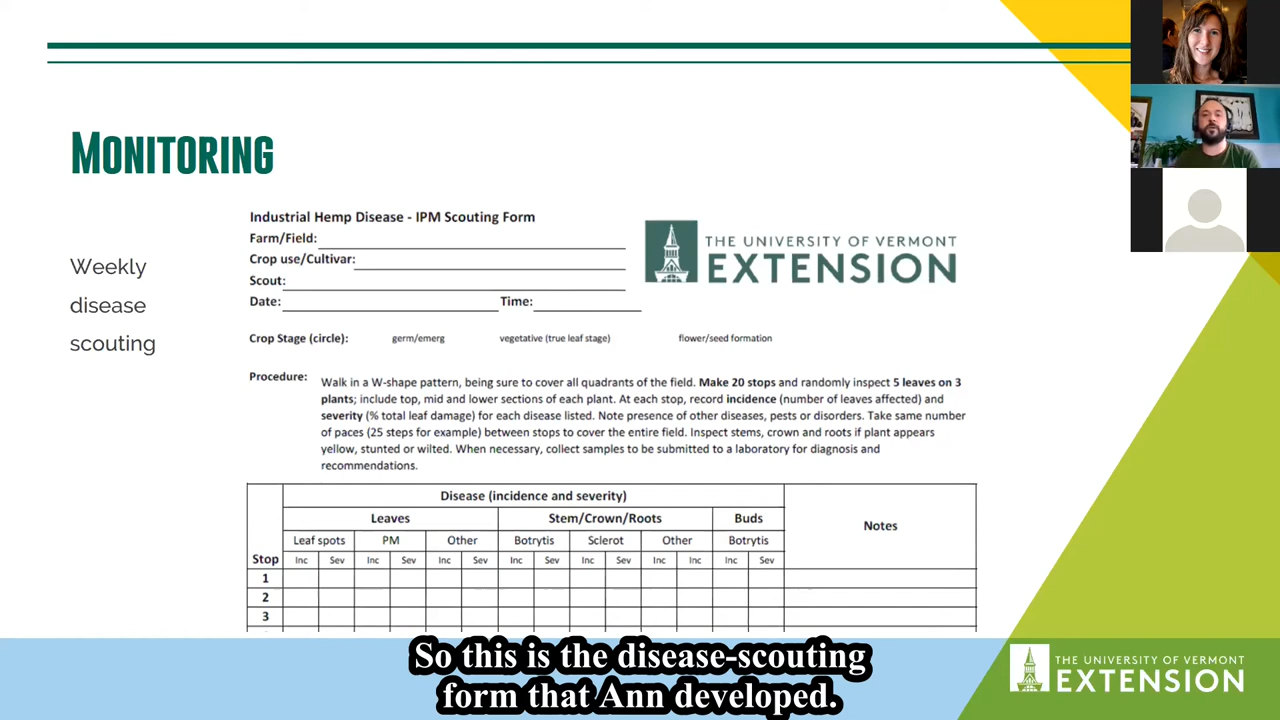 MONITORING
Weekly
disease
scouting
Industrial Hemp Disease - IPM Scouting Form
Farm/Field:
Crop use/Cultivar:
Scout:
Date: Time:
THE UNIVERSITY OF VERMONT
EXTENSION
Crop Stage (circle): germ/emerg vegetative (true leaf stage) flower/seed formation
Procedure: Walk in a W-shape pattern, being sure to cover all quadrants of the field. Make 20 stops and randomly inspect 5 leaves on 3
plants; include top, mid and lower sections of each plant. At each stop, record incidence (number of leaves affected) and
severity (% total leaf damage) for each disease listed. Note presence of other diseases, pests or disorders. Take same number
of paces (25 steps for example) between stops to cover the entire field. Inspect stems, crown and roots if plant appears
yellow, stunted or wilted. When necessary, collect samples to be submitted to a laboratory for diagnosis and
recommendations.
Disease (incidence and severity)
Leaves Stem/Crown/Roots Buds Notes
Leaf spots PM Other Botrytis Sclerot Other Botrytis
Stop Inc Sev Inc Sev Inc Sev Inc Sev Inc Sev Inc Inc Inc Sev
1
2
3
So this is the disease-scouting
form that Ann developed.
THE UNIVERSITY OF VERMONT
EXTENSION